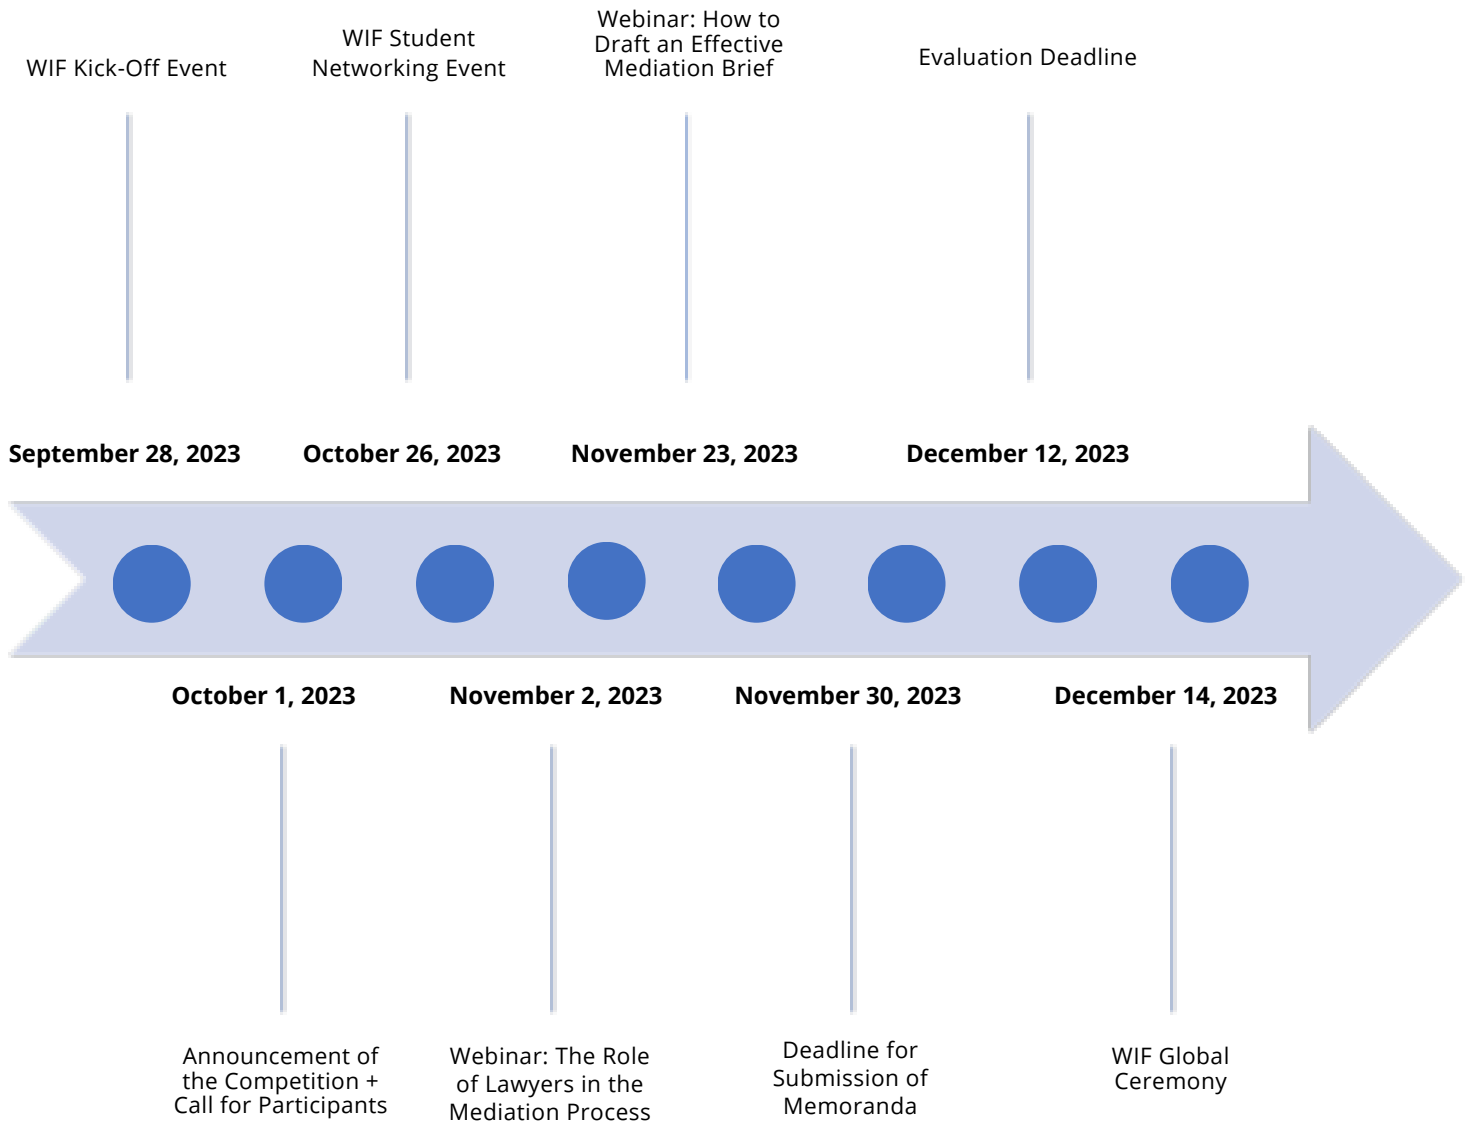 WIF Kick-Off Event
WIF Student
Networking Event
Webinar: How to
Draft an Effective
Mediation Brief
Evaluation Deadline
September 28, 2023
October 26, 2023
November 23, 2023
December 12, 2023
October 1, 2023
November 2, 2023
November 30, 2023
December 14, 2023
Announcement of
the Competition +
Call for Participants
Webinar: The Role
of Lawyers in the
Mediation Process
Deadline for
Submission of
Memoranda
WIF Global
Ceremony